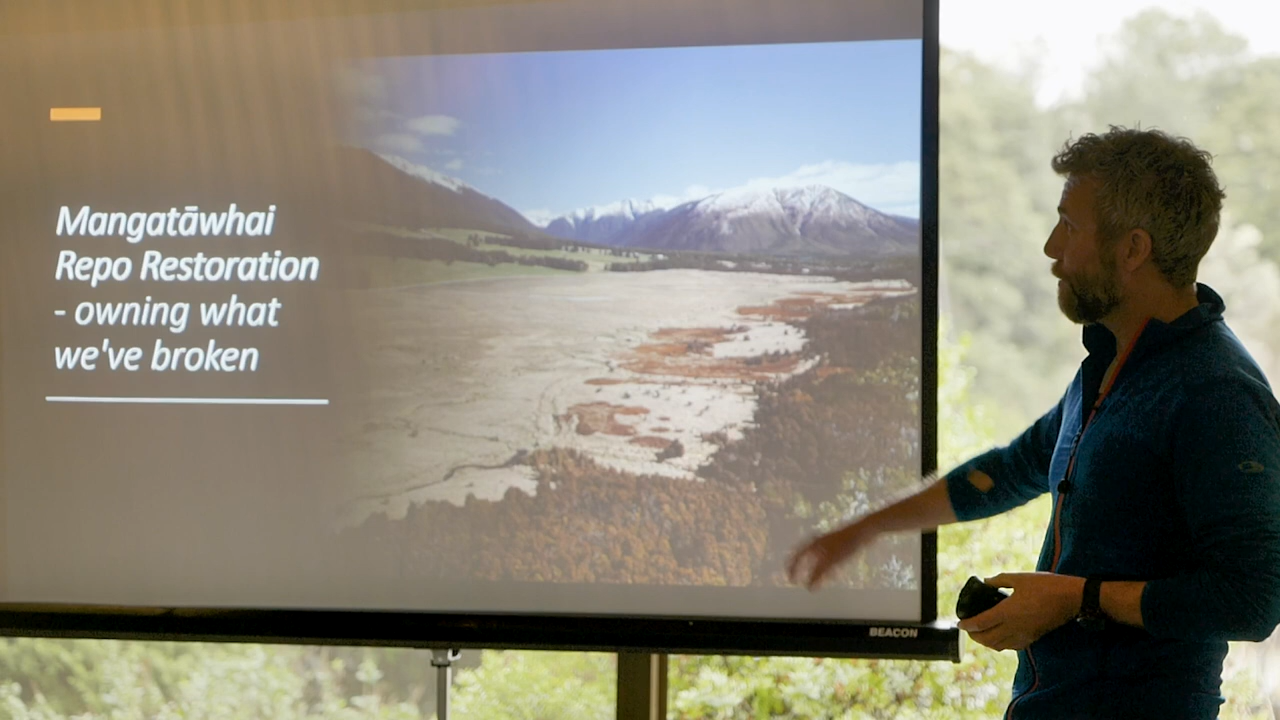 Mangatāwhai
Repo Restoration
- owning what
we've broken
BEACON